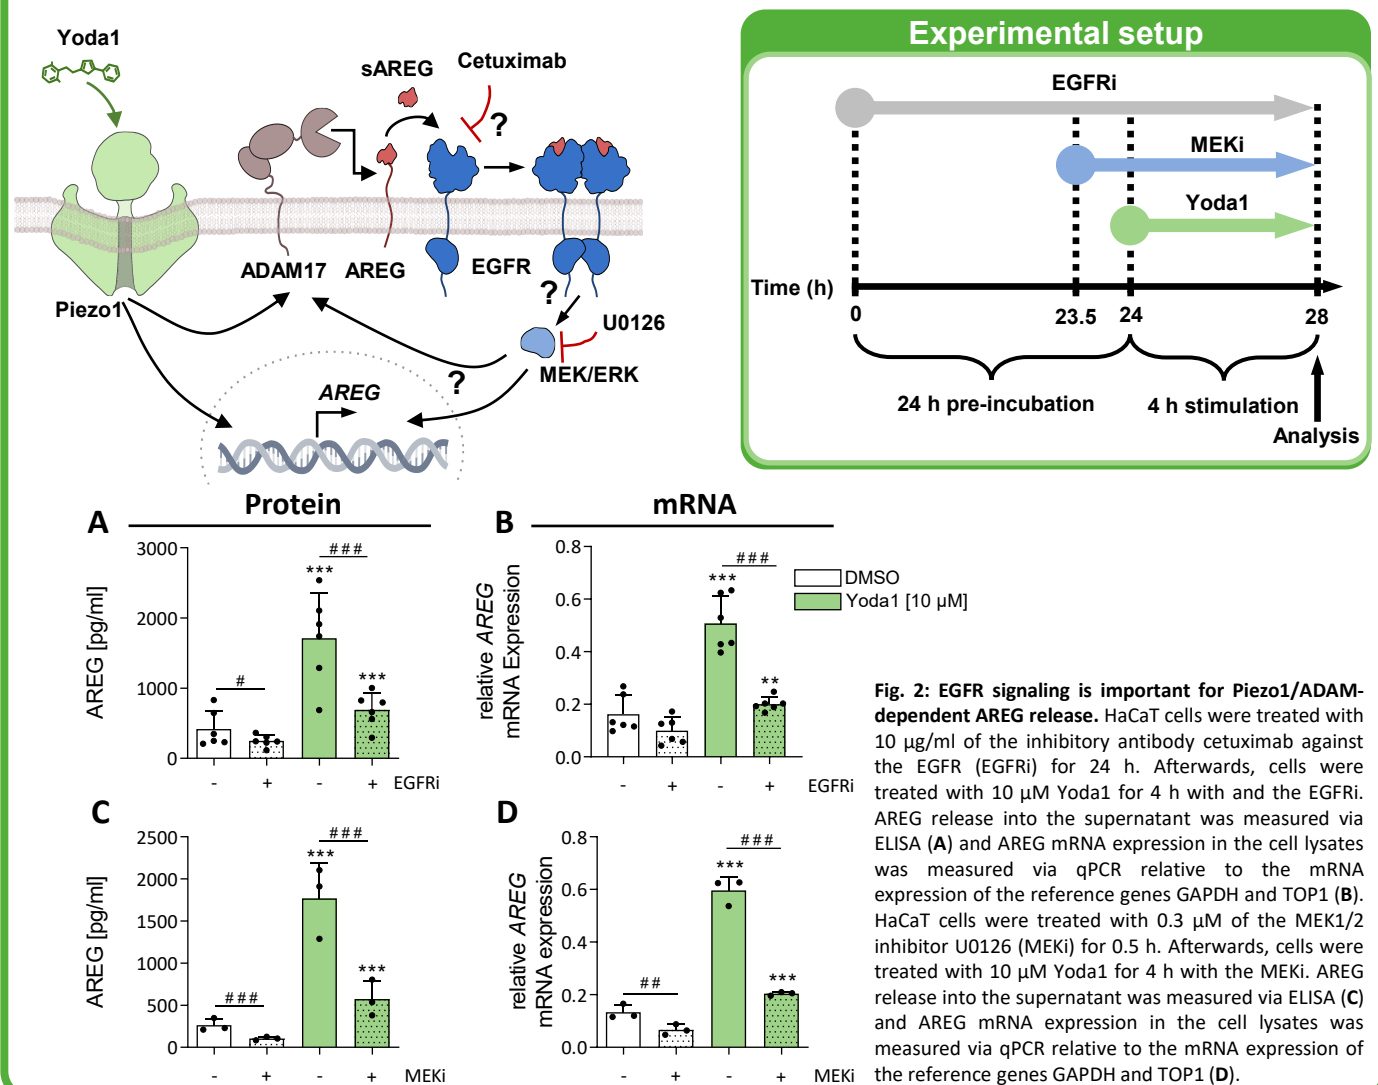 Yoda1
sAREG
Cetuximab
?
ADAM17
AREG
EGFR
Piezo1
?
U0126
MEK/ERK
?
AREG
Experimental setup
EGFRi
MEKi
Yoda1
Time (h)
0
23.5
24
28
24 h pre-incubation
4 h stimulation
Analysis
Protein
mRNA
A
AREG [pg/ml]
3000
2000
1000
0
#
***
###
***
- + - + EGFRi
B
relative AREG
mRNA Expression
0.8
0.6
0.4
0.2
0.0
***
###
**
- + - + EGFRi
DMSO
Yoda1 [10 µM]
C
AREG [pg/ml]
2500
2000
1500
1000
500
0
###
***
###
***
- + - + MEKi
D
relative AREG
mRNA expression
0.8
0.6
0.4
0.2
0.0
##
***
###
***
- + - + MEKi
Fig. 2: EGFR signaling is important for Piezo1/ADAM-
dependent AREG release. HaCaT cells were treated with
10 µg/ml of the inhibitory antibody cetuximab against
the EGFR (EGFRi) for 24 h. Afterwards, cells were
treated with 10 µM Yoda1 for 4 h with and the EGFRi.
AREG release into the supernatant was measured via
ELISA (A) and AREG mRNA expression in the cell lysates
was measured via qPCR relative to the mRNA
expression of the reference genes GAPDH and TOP1 (B).
HaCaT cells were treated with 0.3 µM of the MEK1/2
inhibitor U0126 (MEKi) for 0.5 h. Afterwards, cells were
treated with 10 µM Yoda1 for 4 h with the MEKi. AREG
release into the supernatant was measured via ELISA (C)
and AREG mRNA expression in the cell lysates was
measured via qPCR relative to the mRNA expression of
the reference genes GAPDH and TOP1 (D).